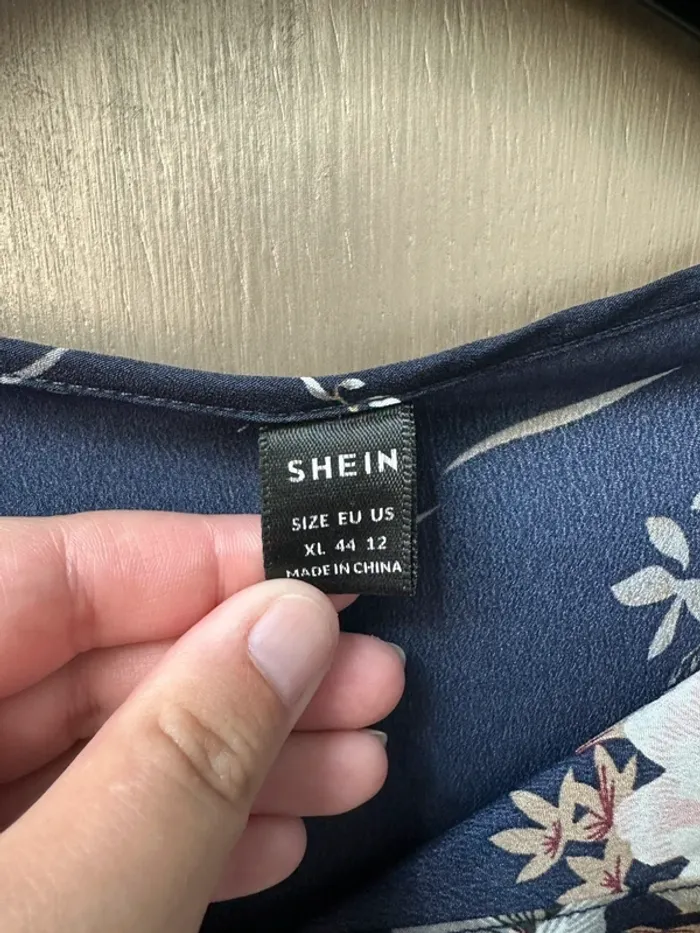 SHEIN
SIZE EU US
XL 44 12
MADE IN CHINA